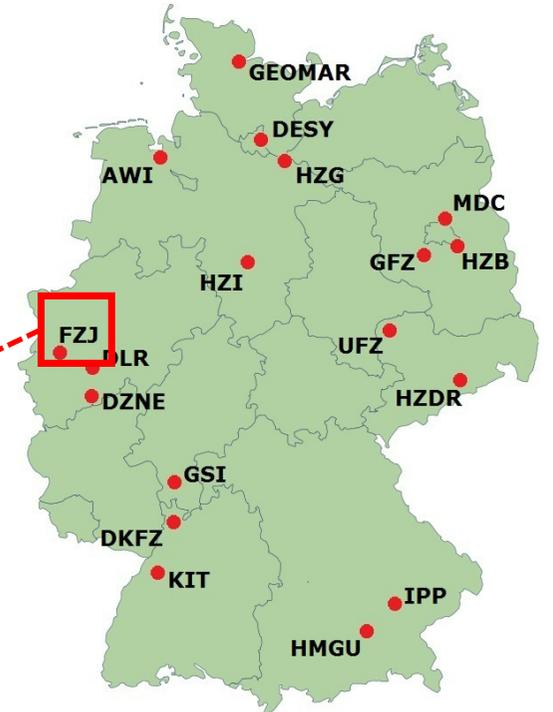 GEOMAR
DESY
AWI
HZG
MDC
GFZ
HZB
HZI
FZJ
UFZ
DLR
HZDR
DZNE
GSI
DKFZ
KIT
IPP
HMGU